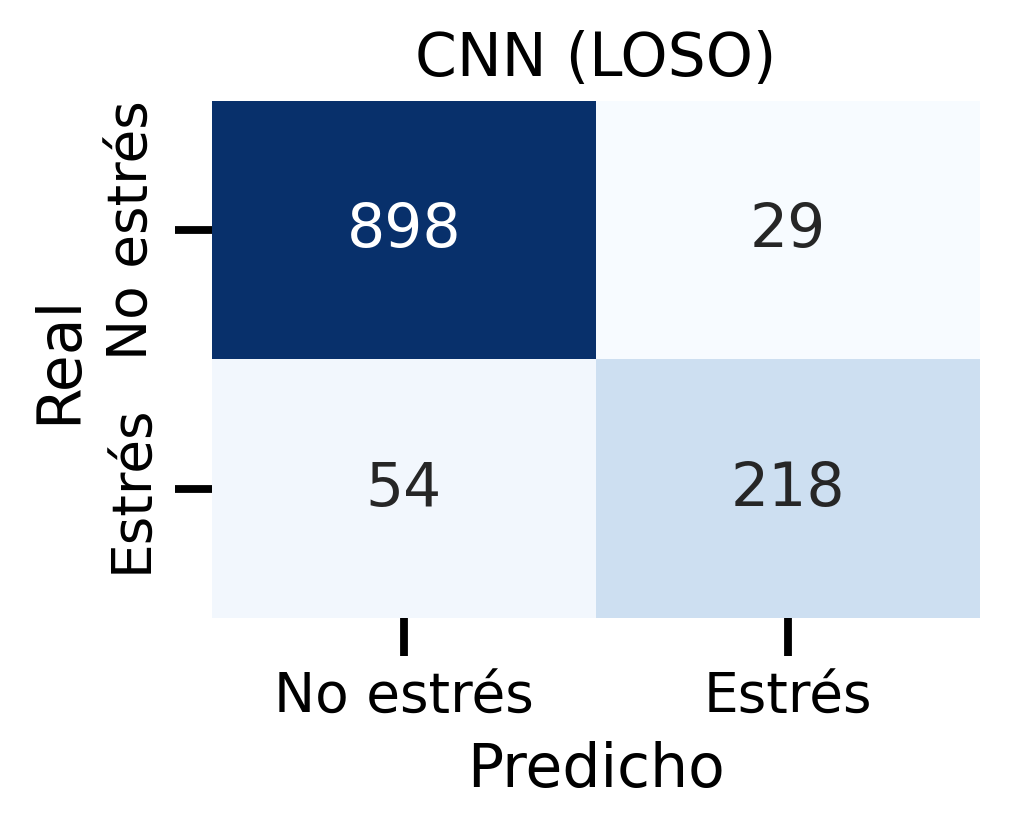 CNN (LOSO)
Real
No estrés
898
29
Estrés
54
218
No estrés
Estrés
Predicho